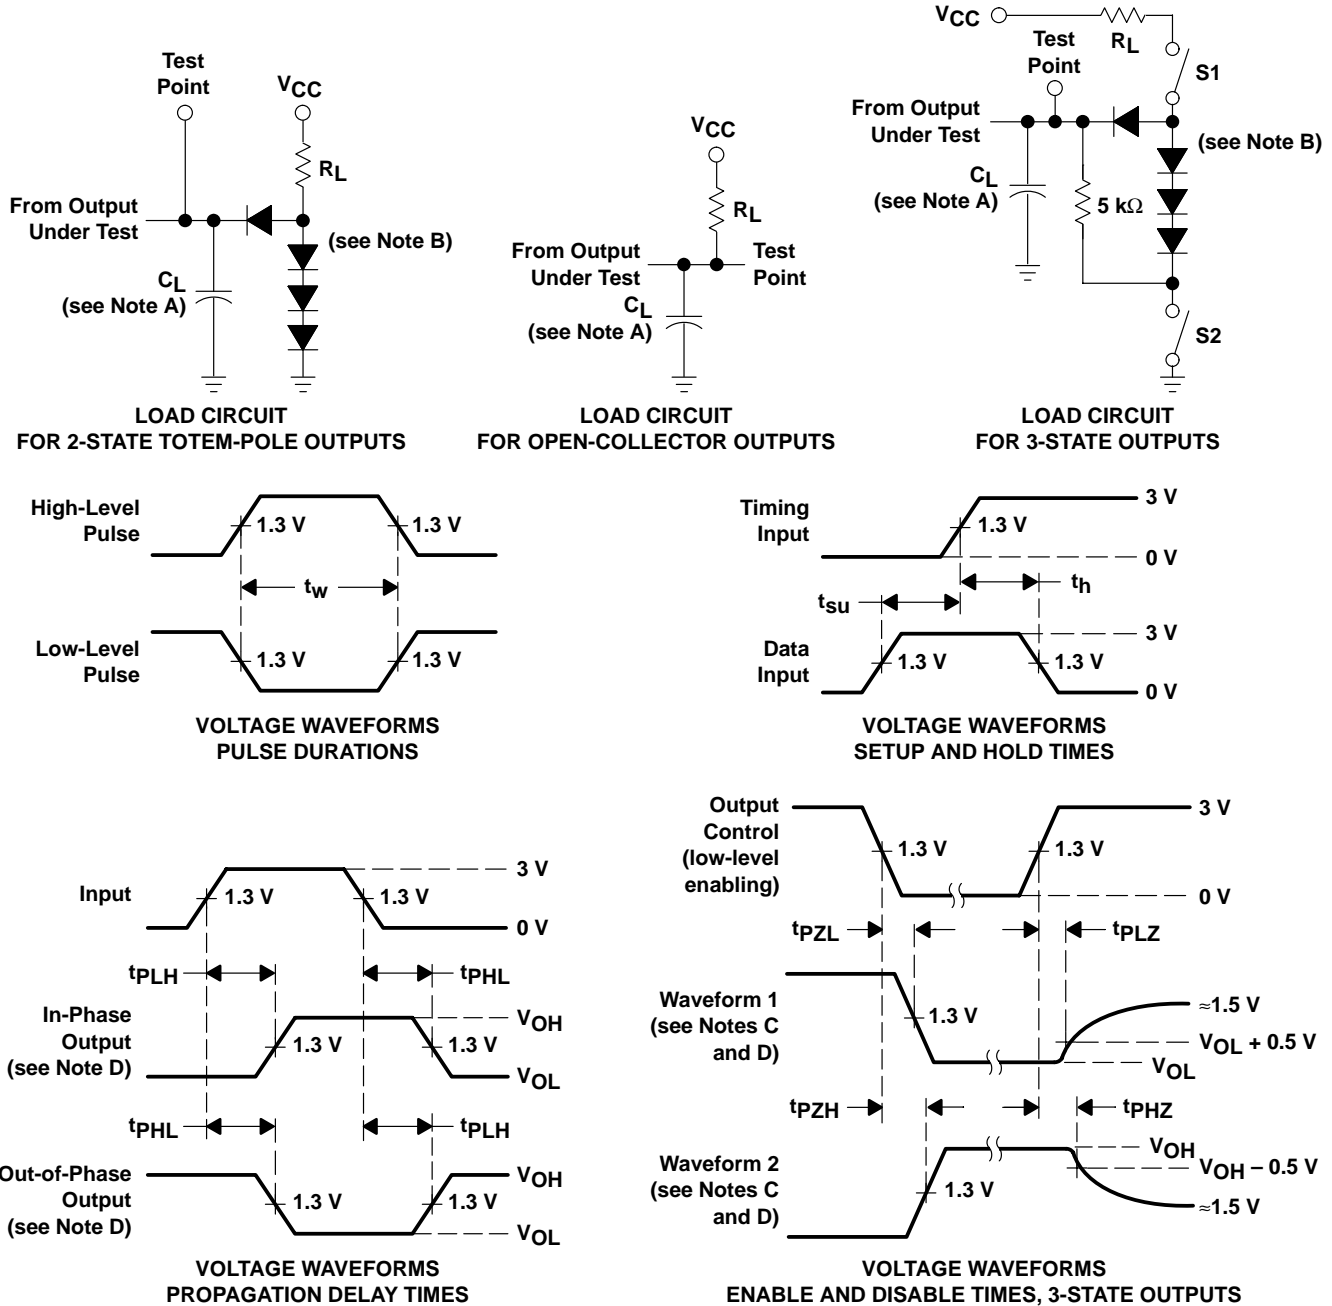 Test
Point
VCC
RL
From Output
Under Test
(see Note B)
CL
(see Note A)
LOAD CIRCUIT
FOR 2-STATE TOTEM-POLE OUTPUTS
VCC
RL
From Output
Under Test
Test
Point
CL
(see Note A)
LOAD CIRCUIT
FOR OPEN-COLLECTOR OUTPUTS
VCC
RL
S1
Test
Point
From Output
Under Test
(see Note B)
CL
(see Note A)
5 kΩ
S2
LOAD CIRCUIT
FOR 3-STATE OUTPUTS
High-Level
Pulse
1.3 V
1.3 V
tw
Low-Level
Pulse
1.3 V
1.3 V
VOLTAGE WAVEFORMS
PULSE DURATIONS
Timing
Input
1.3 V
3 V
0 V
tsu
th
Data
Input
1.3 V
1.3 V
3 V
0 V
VOLTAGE WAVEFORMS
SETUP AND HOLD TIMES
Input
1.3 V
1.3 V
3 V
0 V
tPLH
tPHL
In-Phase
Output
(see Note D)
1.3 V
1.3 V
VOH
VOL
tPHL
tPLH
Out-of-Phase
Output
(see Note D)
1.3 V
1.3 V
VOH
VOL
VOLTAGE WAVEFORMS
PROPAGATION DELAY TIMES
Output
Control
(low-level
enabling)
1.3 V
1.3 V
3 V
0 V
tPZL
tPLZ
Waveform 1
(see Notes C
and D)
1.3 V
≈1.5 V
VOL + 0.5 V
VOL
tPZH
tPHZ
Waveform 2
(see Notes C
and D)
1.3 V
VOH
VOH – 0.5 V
≈1.5 V
VOLTAGE WAVEFORMS
ENABLE AND DISABLE TIMES, 3-STATE OUTPUTS